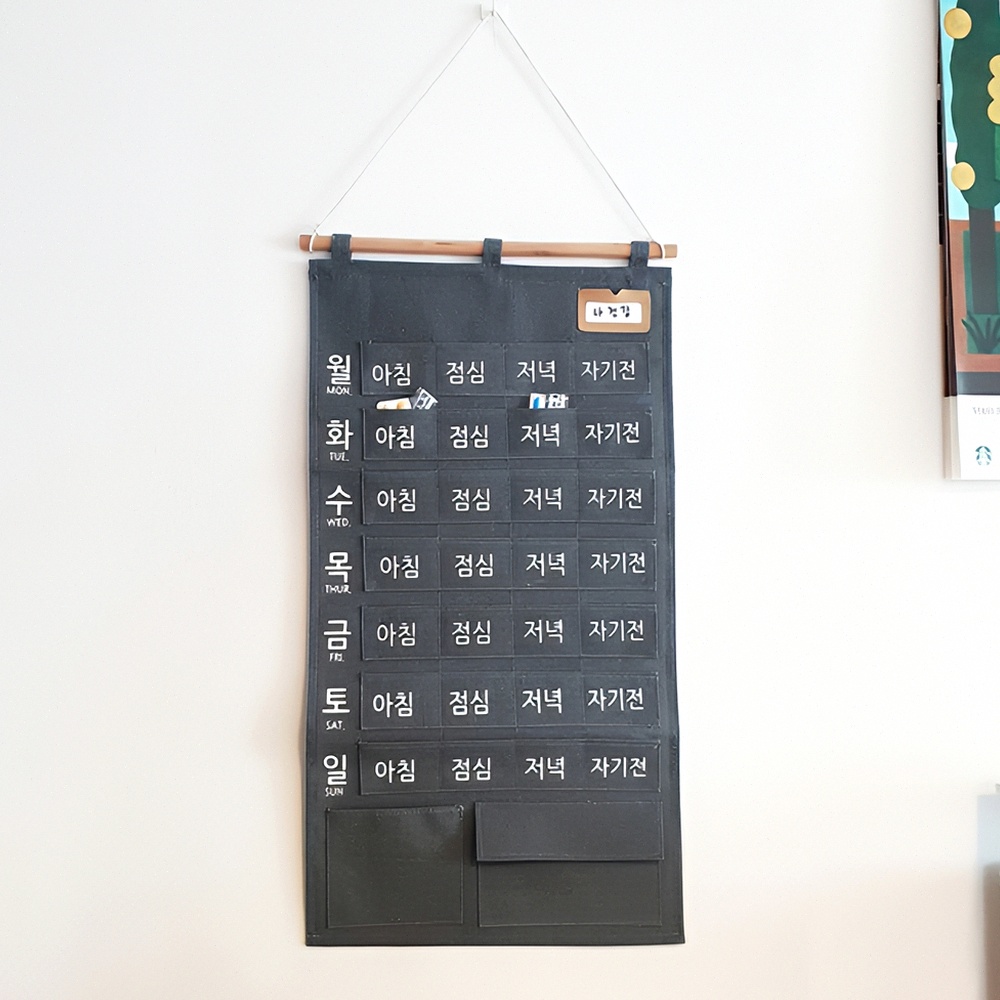 나 건강
월 아침 점심 저녁 자기전
MON.
화 아침 점심 저녁 자기전
TUE.
수 아침 점심 저녁 자기전
WED.
목 아침 점심 저녁 자기전
THUR.
금 아침 점심 저녁 자기전
FRI.
토 아침 점심 저녁 자기전
SAT.
일 아침 점심 저녁 자기전
SUN